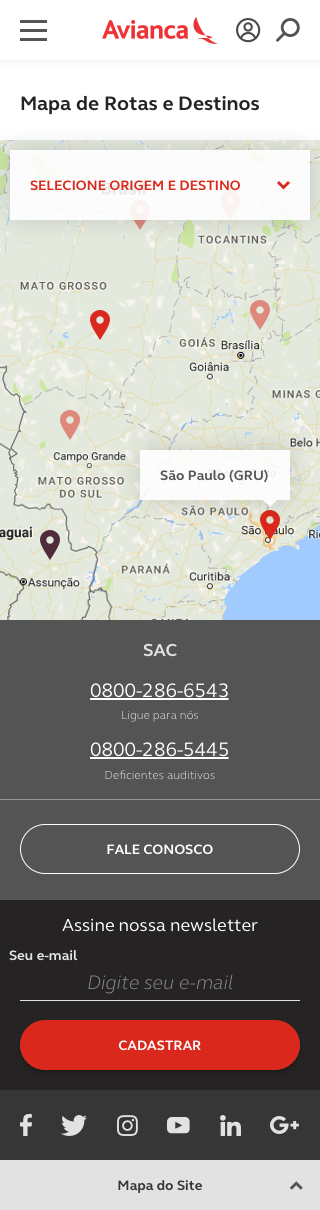 Avianca
Mapa de Rotas e Destinos
SELECIONE ORIGEM E DESTINO
TOCANTINS
MATO GROSSO
GOIÁS
Brasília
Goiânia
MINAS G
Belo H
Campo Grande
São Paulo (GRU)
MATO GROSSO
DO SUL
SÃO PAULO
aguai
Ri
PARANÁ
Curitiba
Assunção
SAC
0800-286-6543
Ligue para nós
0800-286-5445
Deficientes auditivos
FALE CONOSCO
Assine nossa newsletter
Seu e-mail
Digite seu e-mail
CADASTRAR
Mapa do Site